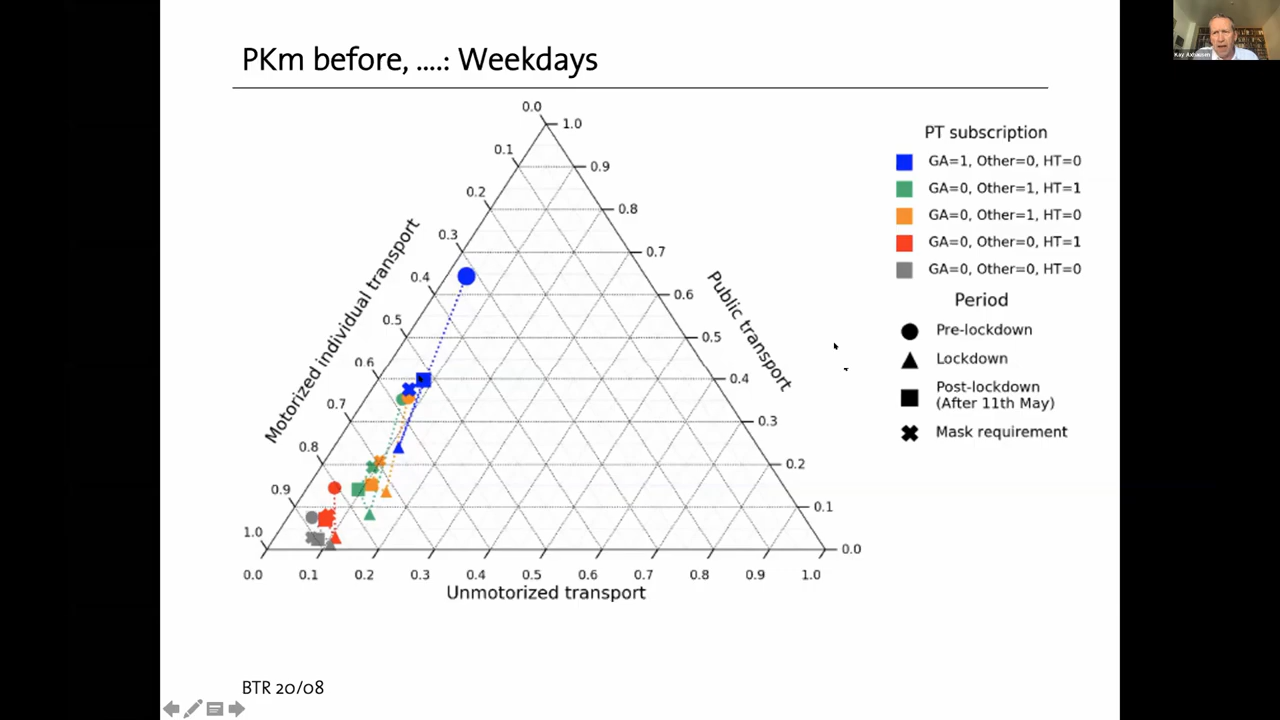 PKm before, ....: Weekdays
Kay Axhausen
0.0
1.0
0.1
0.9
0.2
0.8
0.3
0.7
0.4
0.6
0.5
0.5
0.6
0.4
0.7
0.3
0.8
0.2
0.9
0.1
1.0
0.0
Motorized individual transport
Public transport
0.0 0.1 0.2 0.3 0.4 0.5 0.6 0.7 0.8 0.9 1.0
Unmotorized transport
PT subscription
GA=1, Other=0, HT=0
GA=0, Other=1, HT=1
GA=0, Other=1, HT=0
GA=0, Other=0, HT=1
GA=0, Other=0, HT=0
Period
Pre-lockdown
Lockdown
Post-lockdown
(After 11th May)
Mask requirement
BTR 20/08